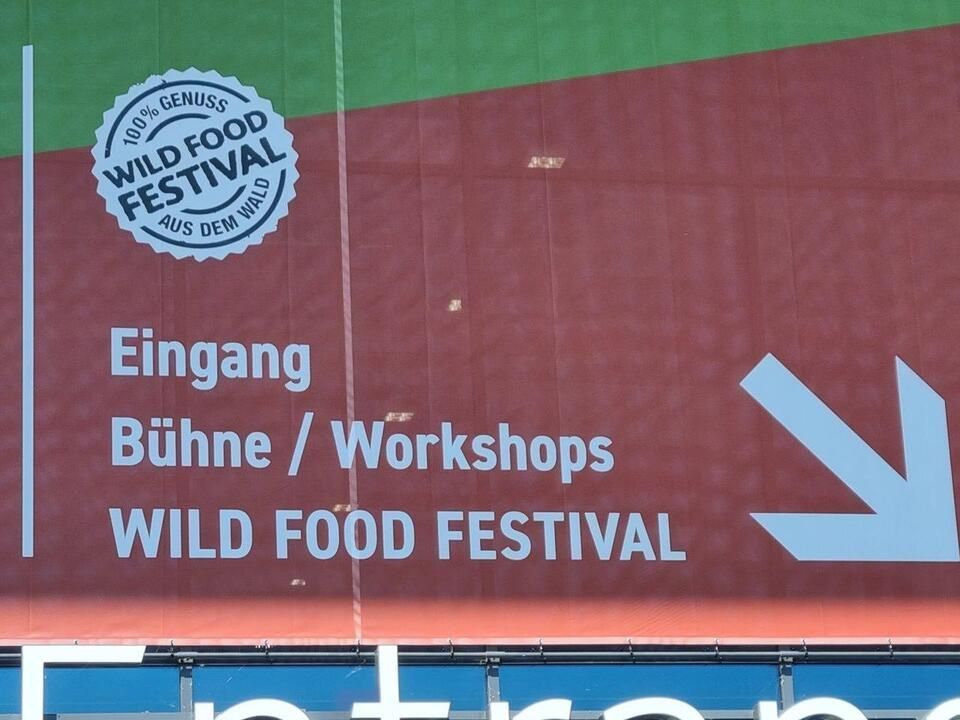 100% GENUSS
WILD FOOD
FESTIVAL
AUS DEM WALD
Eingang
Bühne / Workshops
WILD FOOD FESTIVAL